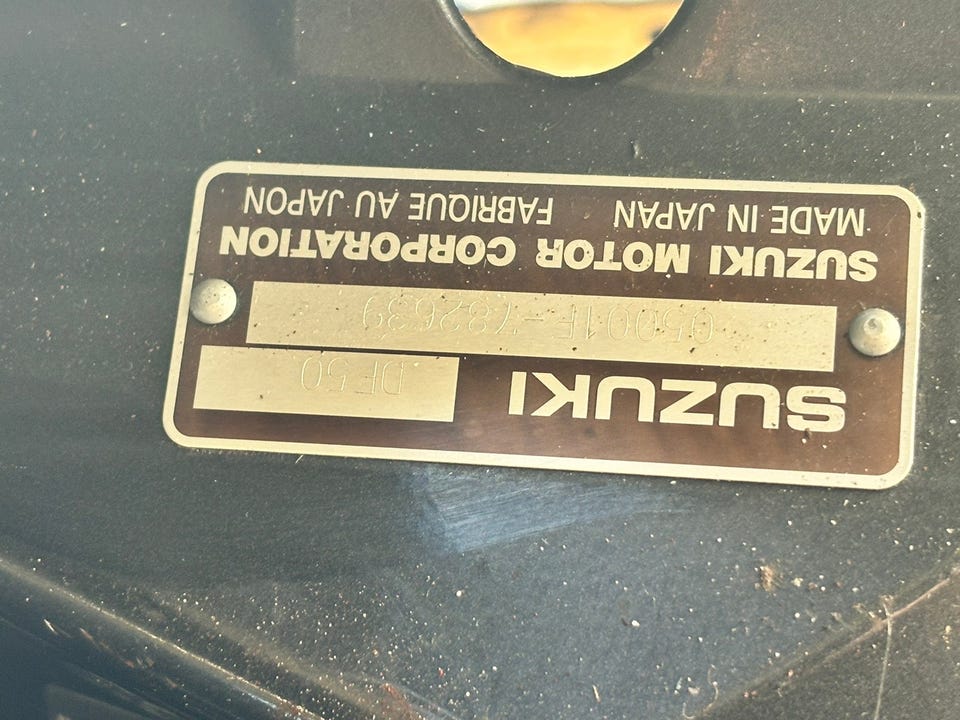 SUZUKI DF50
05001F-782639
SUZUKI MOTOR CORPORATION
MADE IN JAPAN FABRIQUE AU JAPON